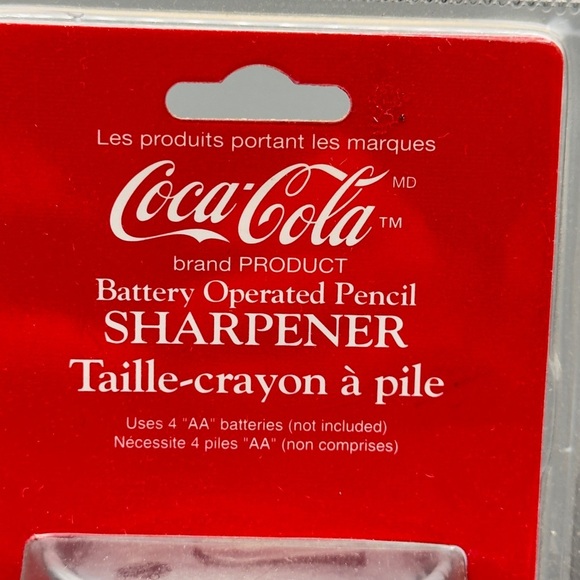 Les produits portant les marques
Coca-Cola MD ™
brand PRODUCT
Battery Operated Pencil
SHARPENER
Taille-crayon à pile
Uses 4 "AA" batteries (not included)
Nécessite 4 piles "AA" (non comprises)